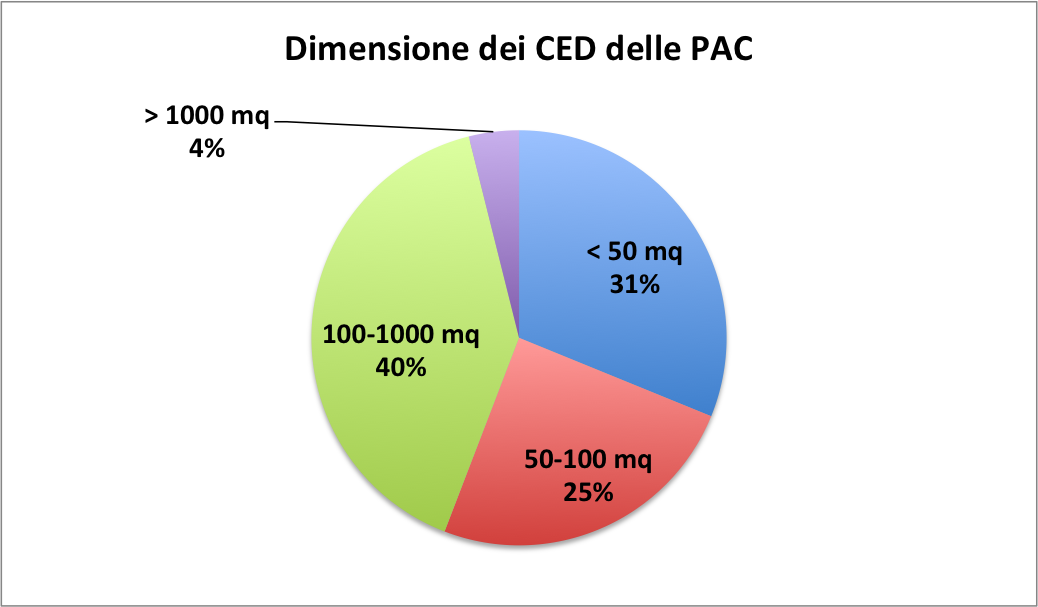 Dimensione dei CED delle PAC
> 1000 mq
4%
< 50 mq
31%
100-1000 mq
40%
50-100 mq
25%